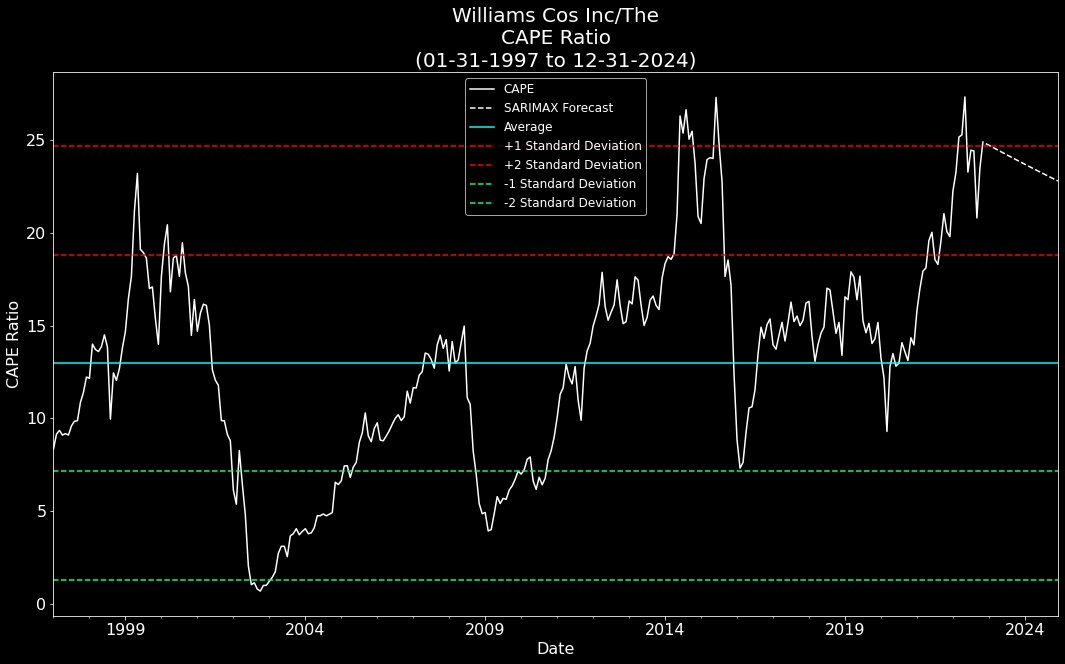 Williams Cos Inc/The
CAPE Ratio
(01-31-1997 to 12-31-2024)
CAPE
SARIMAX Forecast
Average
+1 Standard Deviation
+2 Standard Deviation
-1 Standard Deviation
-2 Standard Deviation
CAPE Ratio
25
20
15
10
5
0
1999
2004
2009
2014
2019
2024
Date